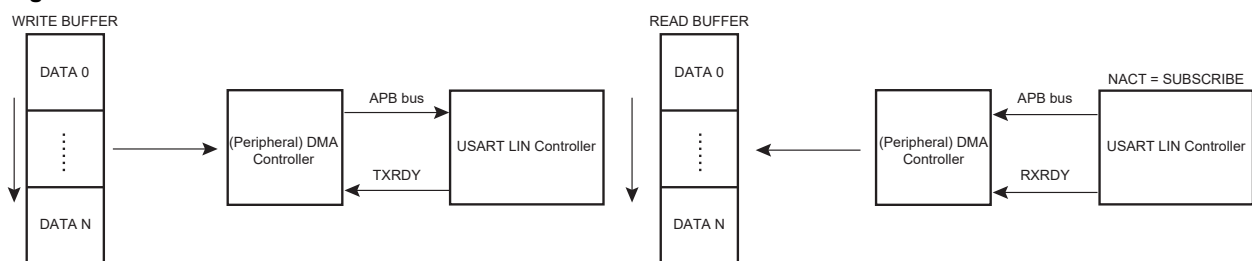 WRITE BUFFER
DATA 0
DATA N
(Peripheral) DMA
Controller
APB bus
TXRDY
USART LIN Controller
READ BUFFER
DATA 0
DATA N
(Peripheral) DMA
Controller
NACT = SUBSCRIBE
APB bus
RXRDY
USART LIN Controller